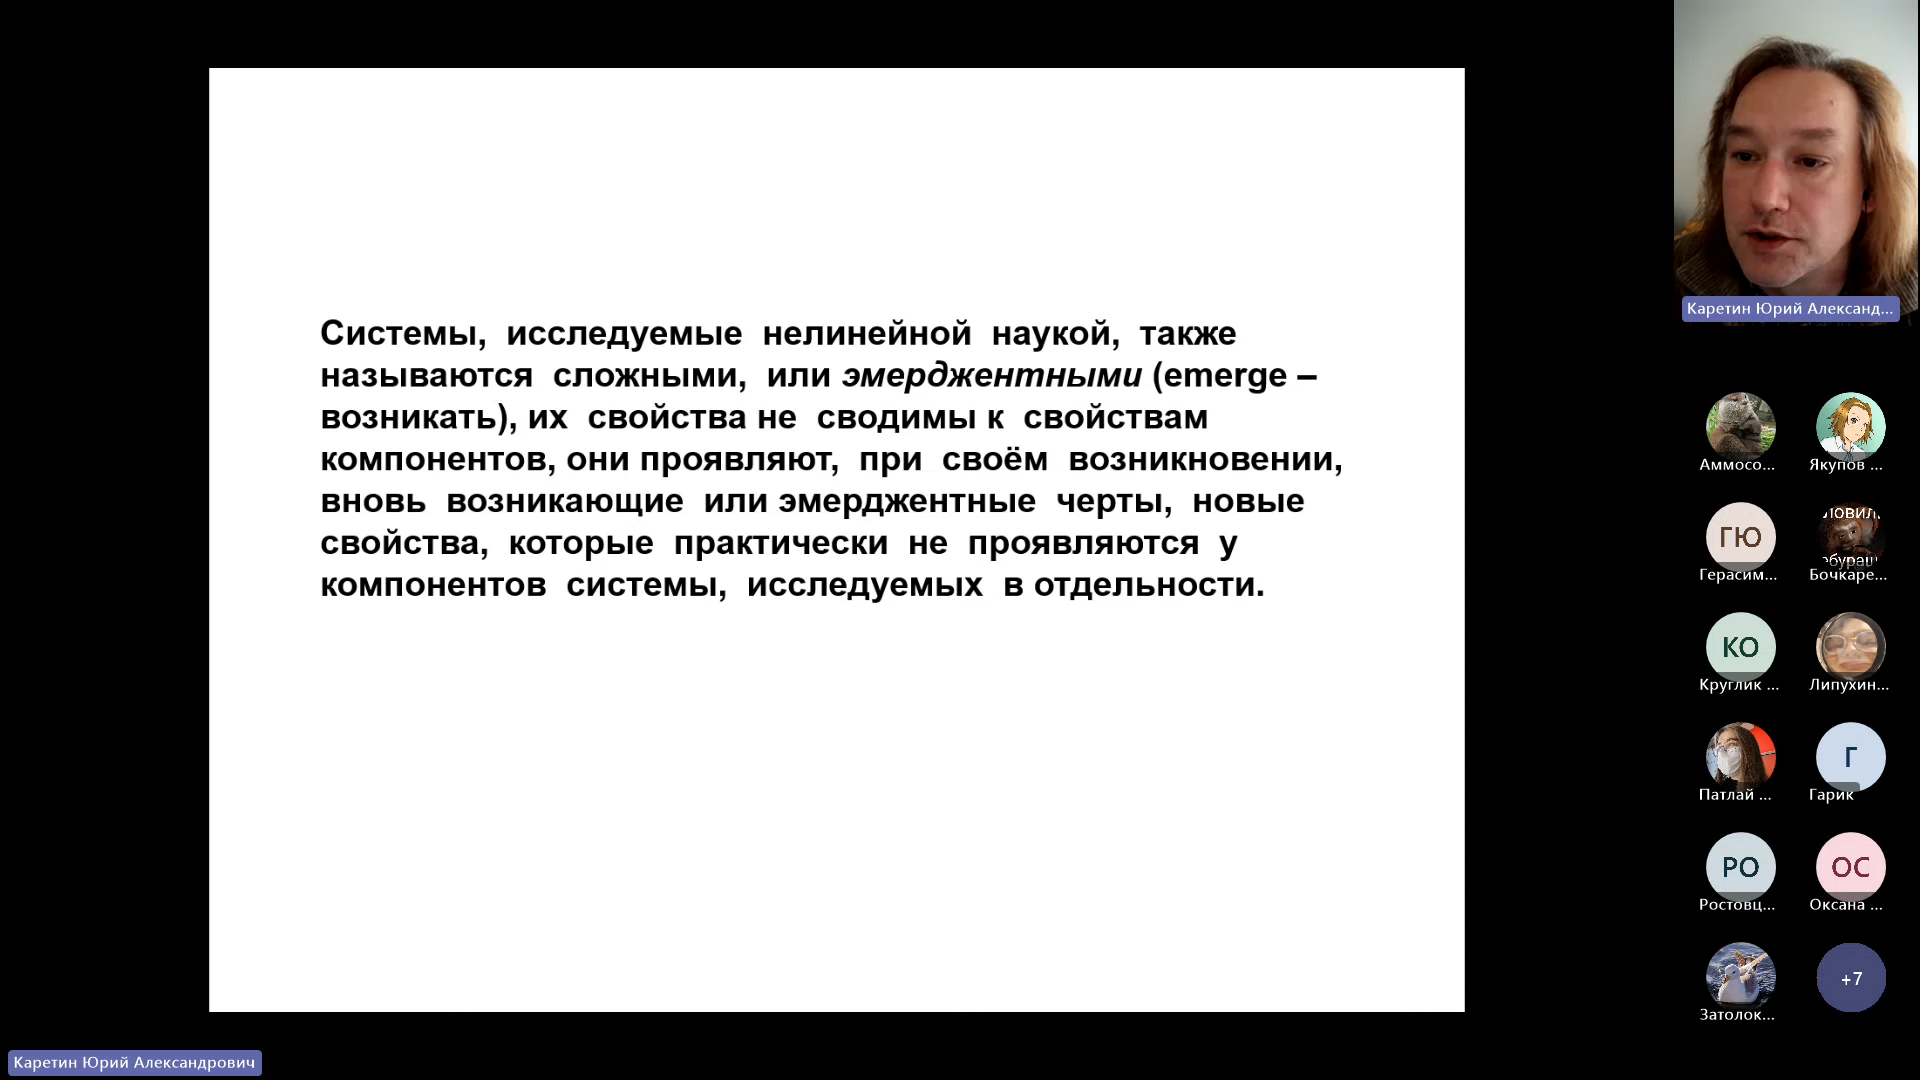 Системы, исследуемые нелинейной наукой, также
называются сложными, или эмерджентными (emerge –
возникать), их свойства не сводимы к свойствам
компонентов, они проявляют, при своём возникновении,
вновь возникающие или эмерджентные черты, новые
свойства, которые практически не проявляются у
компонентов системы, исследуемых в отдельности.
Каретин Юрий Александ...
Аммосо...
Якупов ...
ГЮ
Герасим...
Бочкаре...
КО
Круглик ...
Липухин...
Патлай ...
Г
Гарик
РО
Ростовц...
ОС
Оксана ...
Затолок...
+7
Каретин Юрий Александрович